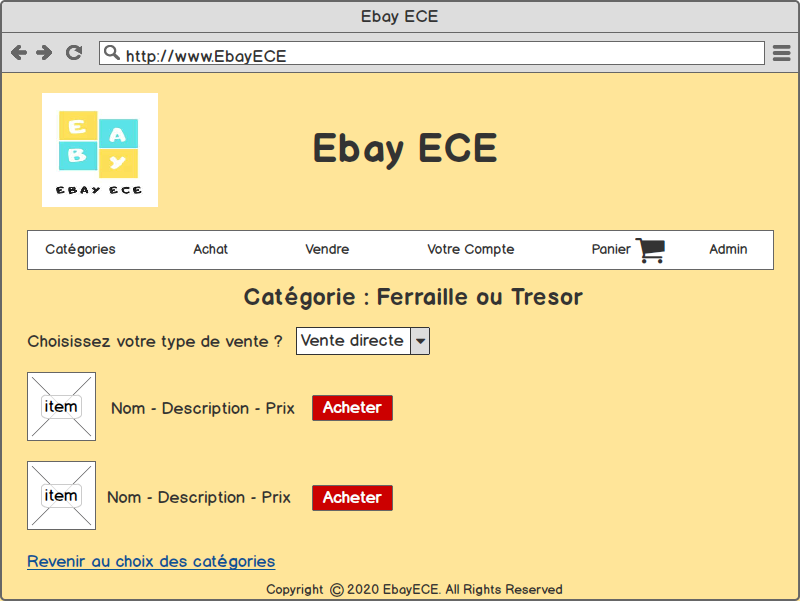 Ebay ECE
http://www.EbayECE
E
A
B
Y
EBAY ECE
Ebay ECE
Catégories Achat Vendre Votre Compte Panier Admin
Catégorie : Ferraille ou Tresor
Choisissez votre type de vente ? Vente directe
item Nom - Description - Prix Acheter
item Nom - Description - Prix Acheter
Revenir au choix des catégories
Copyright © 2020 EbayECE. All Rights Reserved